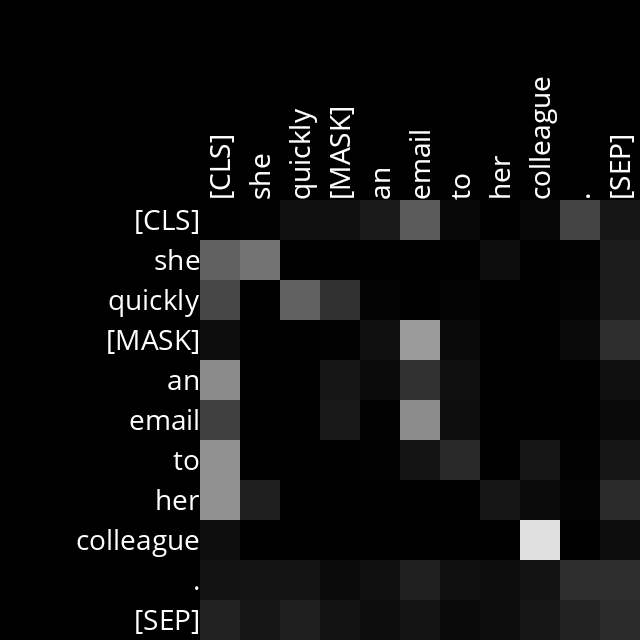 [CLS] she quickly [MASK] an email to her colleague . [SEP]
[CLS]
she
quickly
[MASK]
an
email
to
her
colleague
.
[SEP]